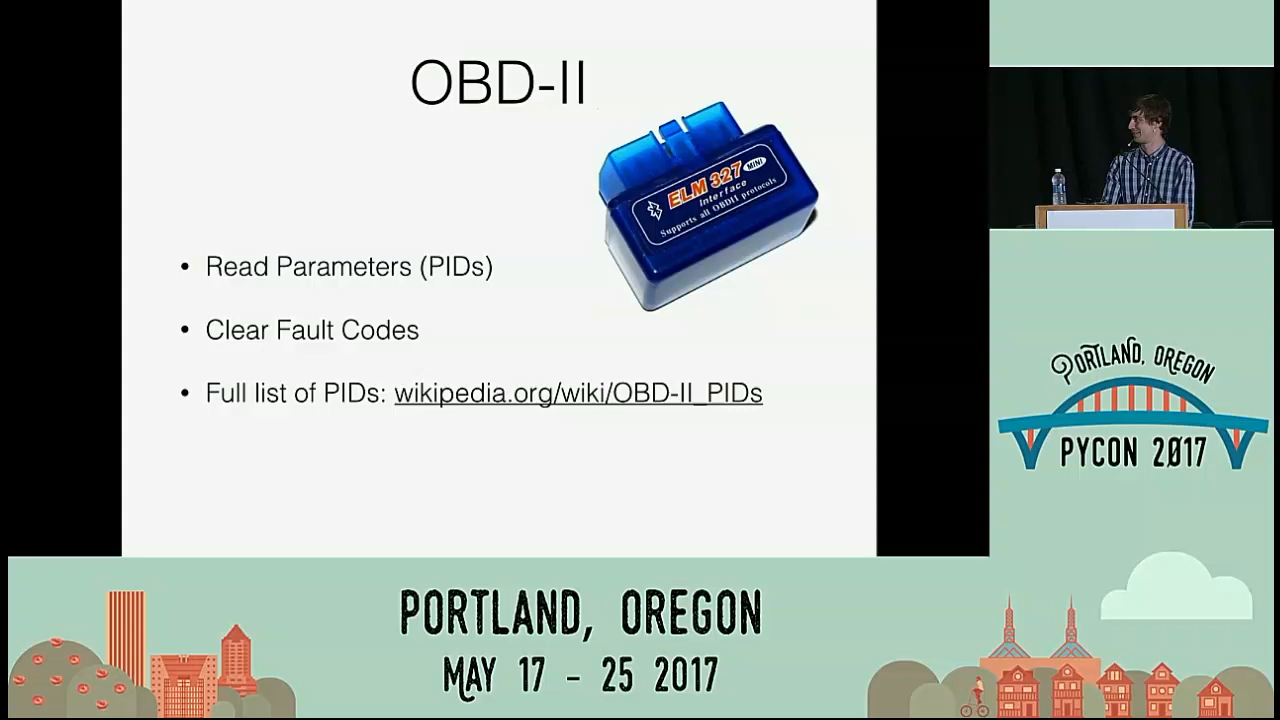 OBD-II
ELM 327 MINI
Interface
Supports all OBDII protocols
• Read Parameters (PIDs)
• Clear Fault Codes
• Full list of PIDs: wikipedia.org/wiki/OBD-II_PIDs
PORTLAND, OREGON
PYCON 2017
PORTLAND, OREGON
MAY 17 - 25 2017